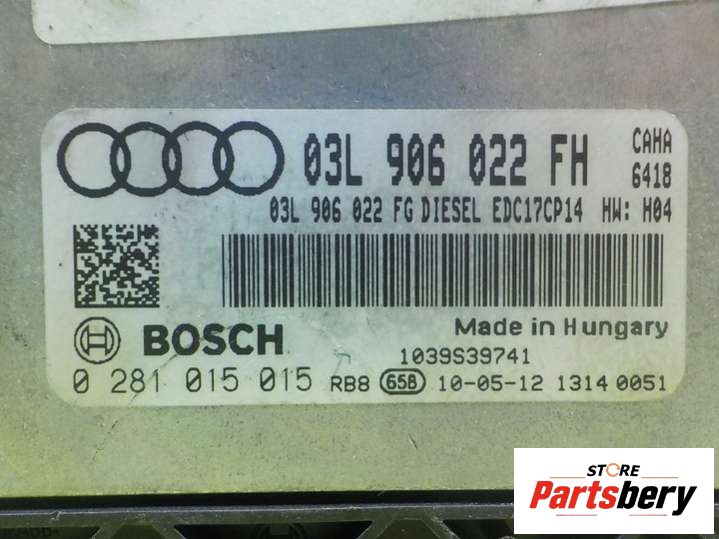 03L 906 022 FH CAHA
6418
03L 906 022 FG DIESEL EDC17CP14 HW: H04
BOSCH Made in Hungary
1039S39741
0 281 015 015 RB8 658 10-05-12 1314 0051
STORE
Partsbery